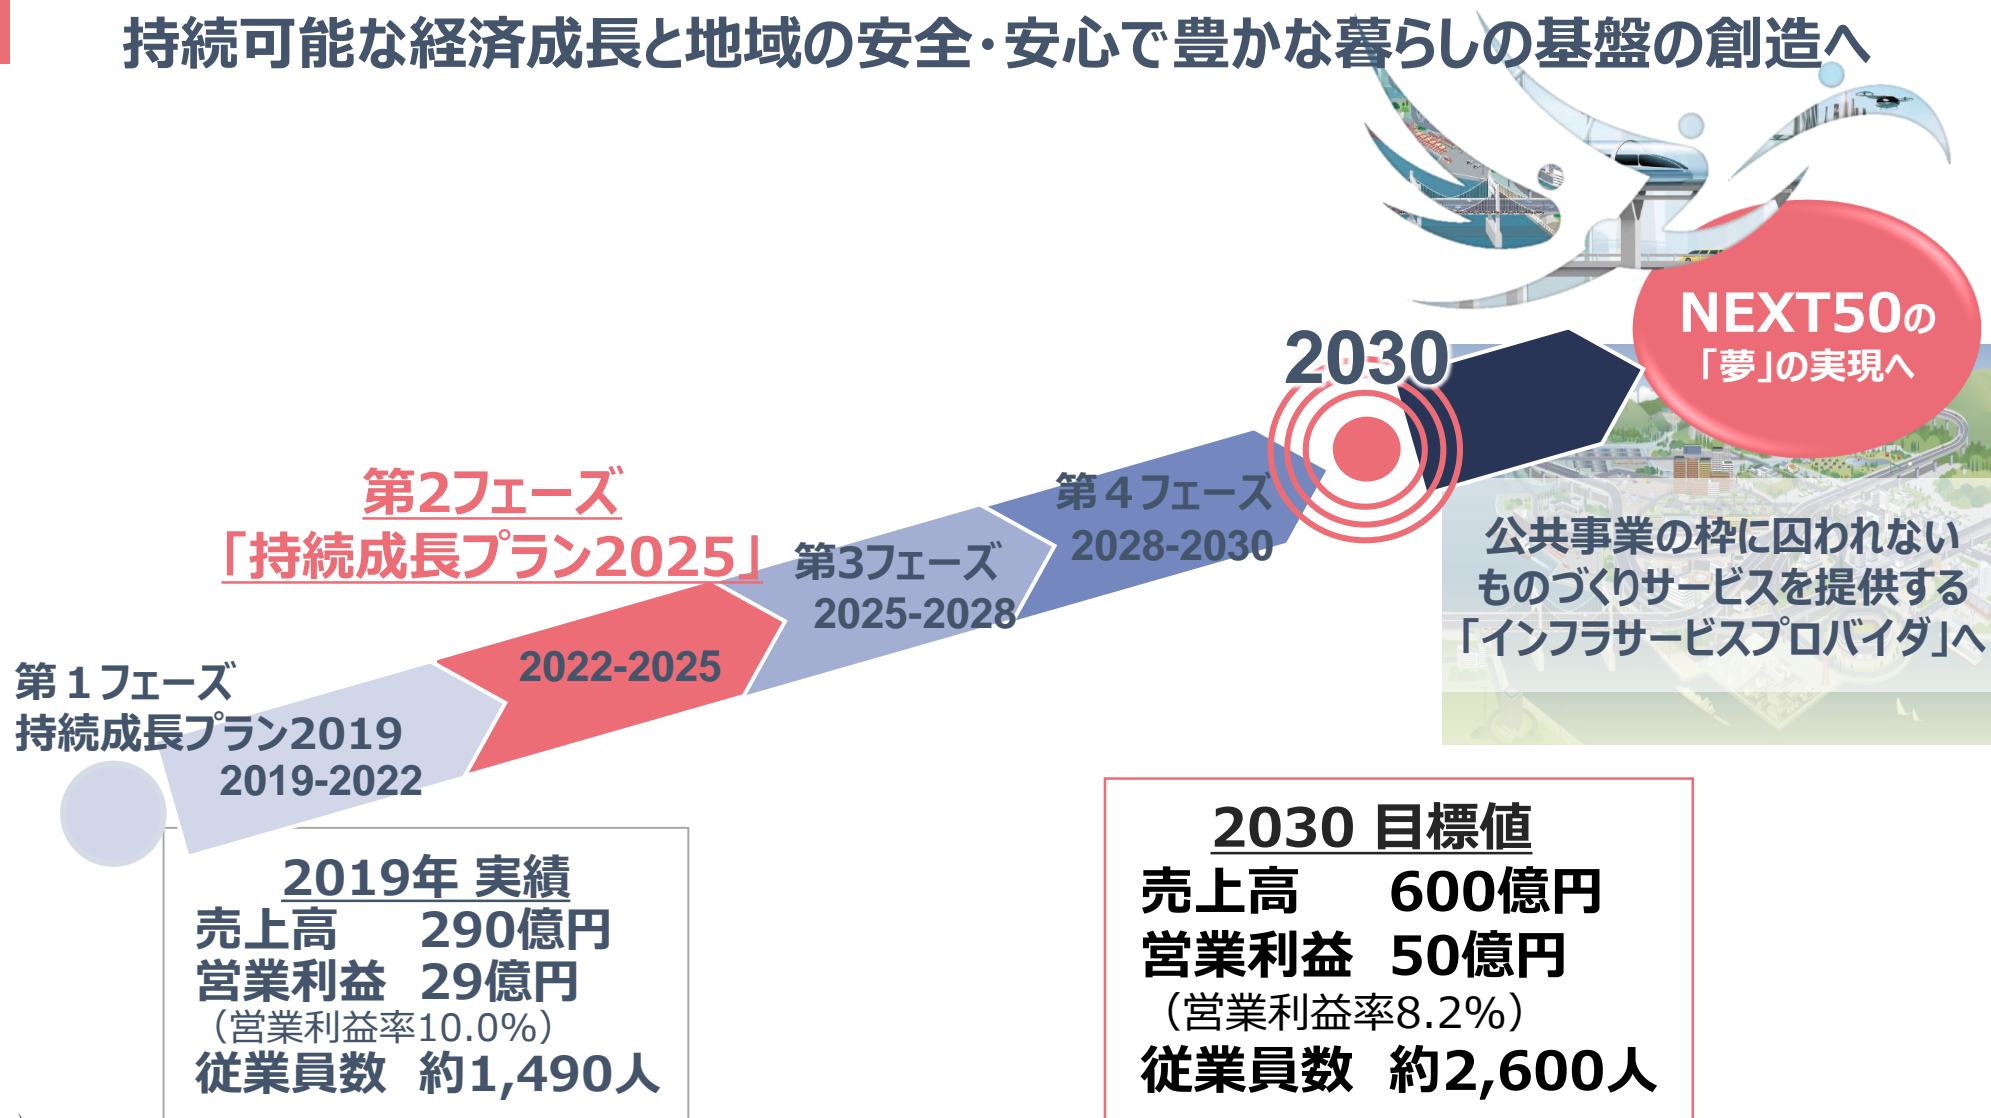 持続可能な経済成長と地域の安全・安心で豊かな暮らしの基盤の創造へ
NEXT50の
「夢」の実現へ
2030
第4フェーズ
2028-2030
第2フェーズ
「持続成長プラン2025」
2022-2025
第3フェーズ
2025-2028
第1フェーズ
持続成長プラン2019
2019-2022
公共事業の枠に囚われない
ものづくりサービスを提供する
「インフラサービスプロバイダ」へ
2019年 実績
売上高 290億円
営業利益 29億円
（営業利益率10.0%）
従業員数 約1,490人
2030 目標値
売上高 600億円
営業利益 50億円
（営業利益率8.2%）
従業員数 約2,600人